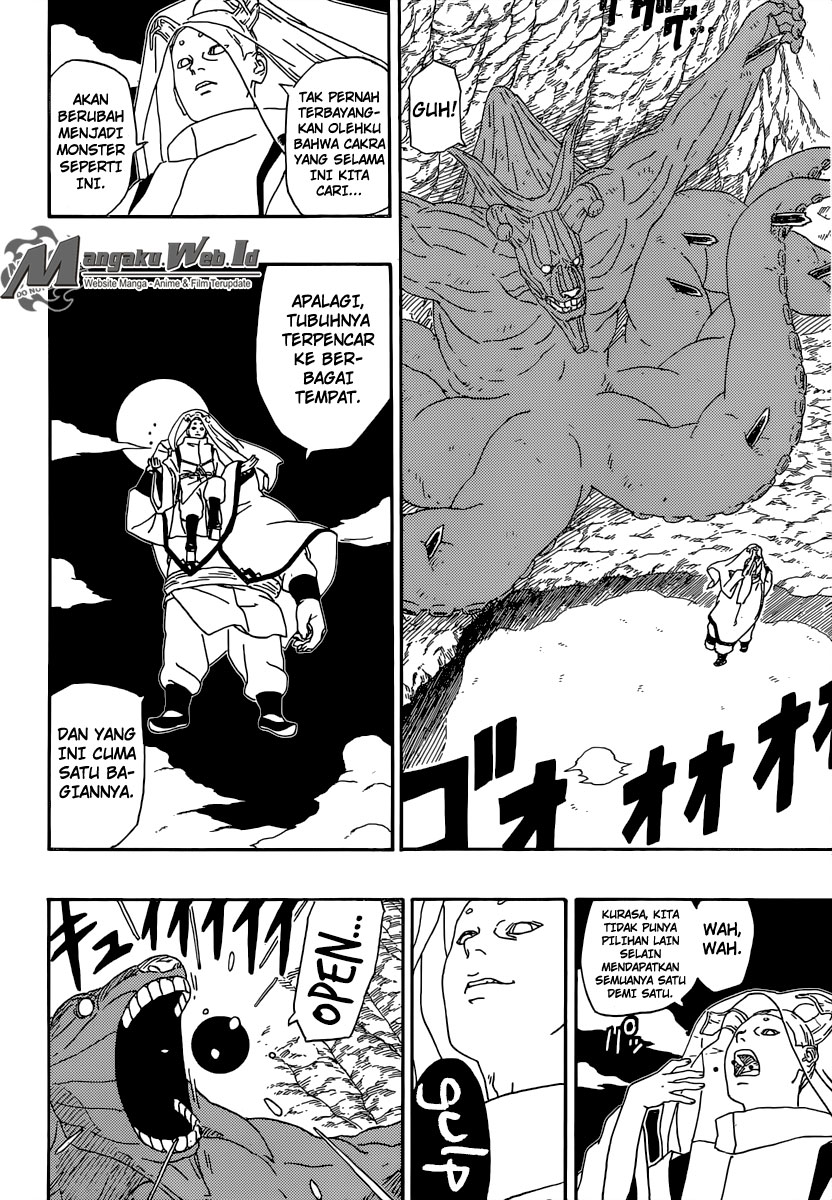 GUH!
ゴオオオオオ
TAK PERNAH
TERBAYANG-
KAN OLEHKU
BAHWA CAKRA
YANG SELAMA
INI KITA
CARI...
AKAN
BERUBAH
MENJADI
MONSTER
SEPERTI
INI.
Mangaku.Web.Id
Website Manga - Anime & Film Terupdate
APALAGI,
TUBUHNYA
TERPENCAR
KE BER-
BAGAI
TEMPAT.
DAN YANG
INI CUMA
SATU BA-
GIANNYA.
WAH,
WAH.
KURASA, KITA
TIDAK PUNYA
PILIHAN LAIN
SELAIN
MENDAPATKAN
SEMUANYA SATU
DEMI SATU.
gulp
OPEN...
キュイイイイ